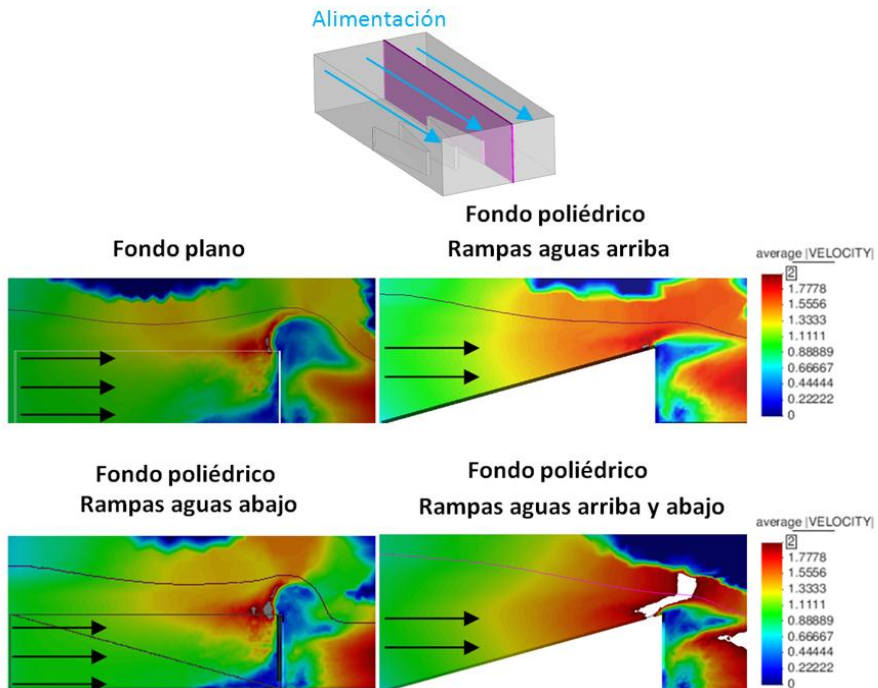 Alimentación
Fondo plano
Fondo poliédrico
Rampas aguas arriba
average |VELOCITY|
2
1.7778
1.5556
1.3333
1.1111
0.88889
0.66667
0.44444
0.22222
0
Fondo poliédrico
Rampas aguas abajo
Fondo poliédrico
Rampas aguas arriba y abajo
average |VELOCITY|
2
1.7778
1.5556
1.3333
1.1111
0.88889
0.66667
0.44444
0.22222
0